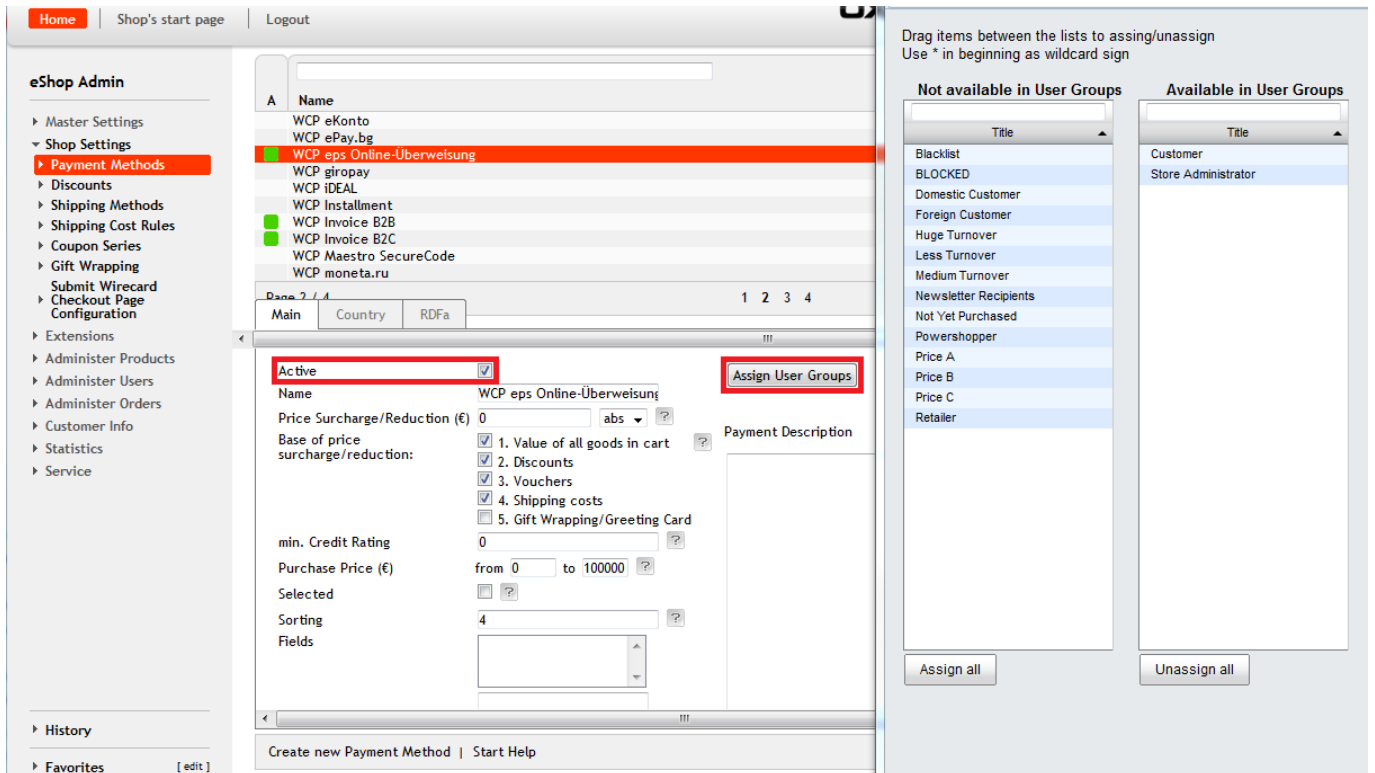 Home
Shop's start page
Logout
eShop Admin
Master Settings
Shop Settings
Payment Methods
Discounts
Shipping Methods
Shipping Cost Rules
Coupon Series
Gift Wrapping
Submit Wirecard
Checkout Page
Configuration
Extensions
Administer Products
Administer Users
Administer Orders
Customer Info
Statistics
Service
History
Favorites [ edit ]
A Name
WCP eKonto
WCP ePay.bg
WCP eps Online-Überweisung
WCP giropay
WCP iDEAL
WCP Installment
WCP Invoice B2B
WCP Invoice B2C
WCP Maestro SecureCode
WCP moneta.ru
Page 2 / 4 1 2 3 4
Main Country RDFa
Active
Name WCP eps Online-Überweisung
Price Surcharge/Reduction (€) 0 abs ?
Base of price
surcharge/reduction:
1. Value of all goods in cart ?
2. Discounts
3. Vouchers
4. Shipping costs
5. Gift Wrapping/Greeting Card
min. Credit Rating 0 ?
Purchase Price (€) from 0 to 100000 ?
Selected ?
Sorting 4 ?
Fields
Assign User Groups
Payment Description
Create new Payment Method | Start Help
Drag items between the lists to assing/unassign
Use * in beginning as wildcard sign
Not available in User Groups
Title
Blacklist
BLOCKED
Domestic Customer
Foreign Customer
Huge Turnover
Less Turnover
Medium Turnover
Newsletter Recipients
Not Yet Purchased
Powershopper
Price A
Price B
Price C
Retailer
Assign all
Available in User Groups
Title
Customer
Store Administrator
Unassign all